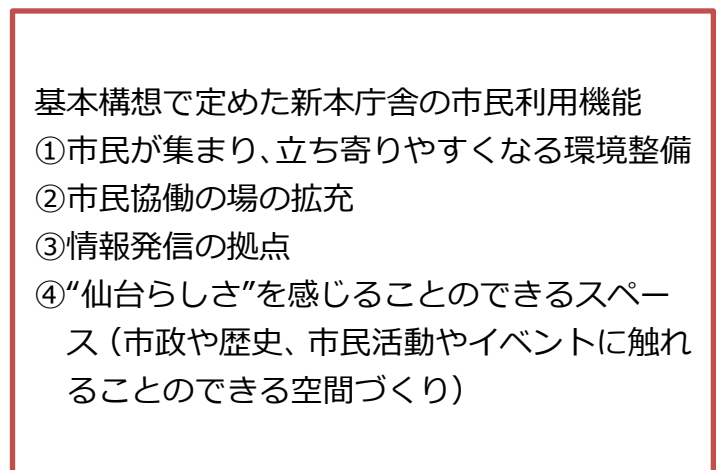 基本構想で定めた新本庁舎の市民利用機能
①市民が集まり、立ち寄りやすくなる環境整備
②市民協働の場の拡充
③情報発信の拠点
④“仙台らしさ”を感じることのできるスペー
ス（市政や歴史、市民活動やイベントに触れ
ることのできる空間づくり）